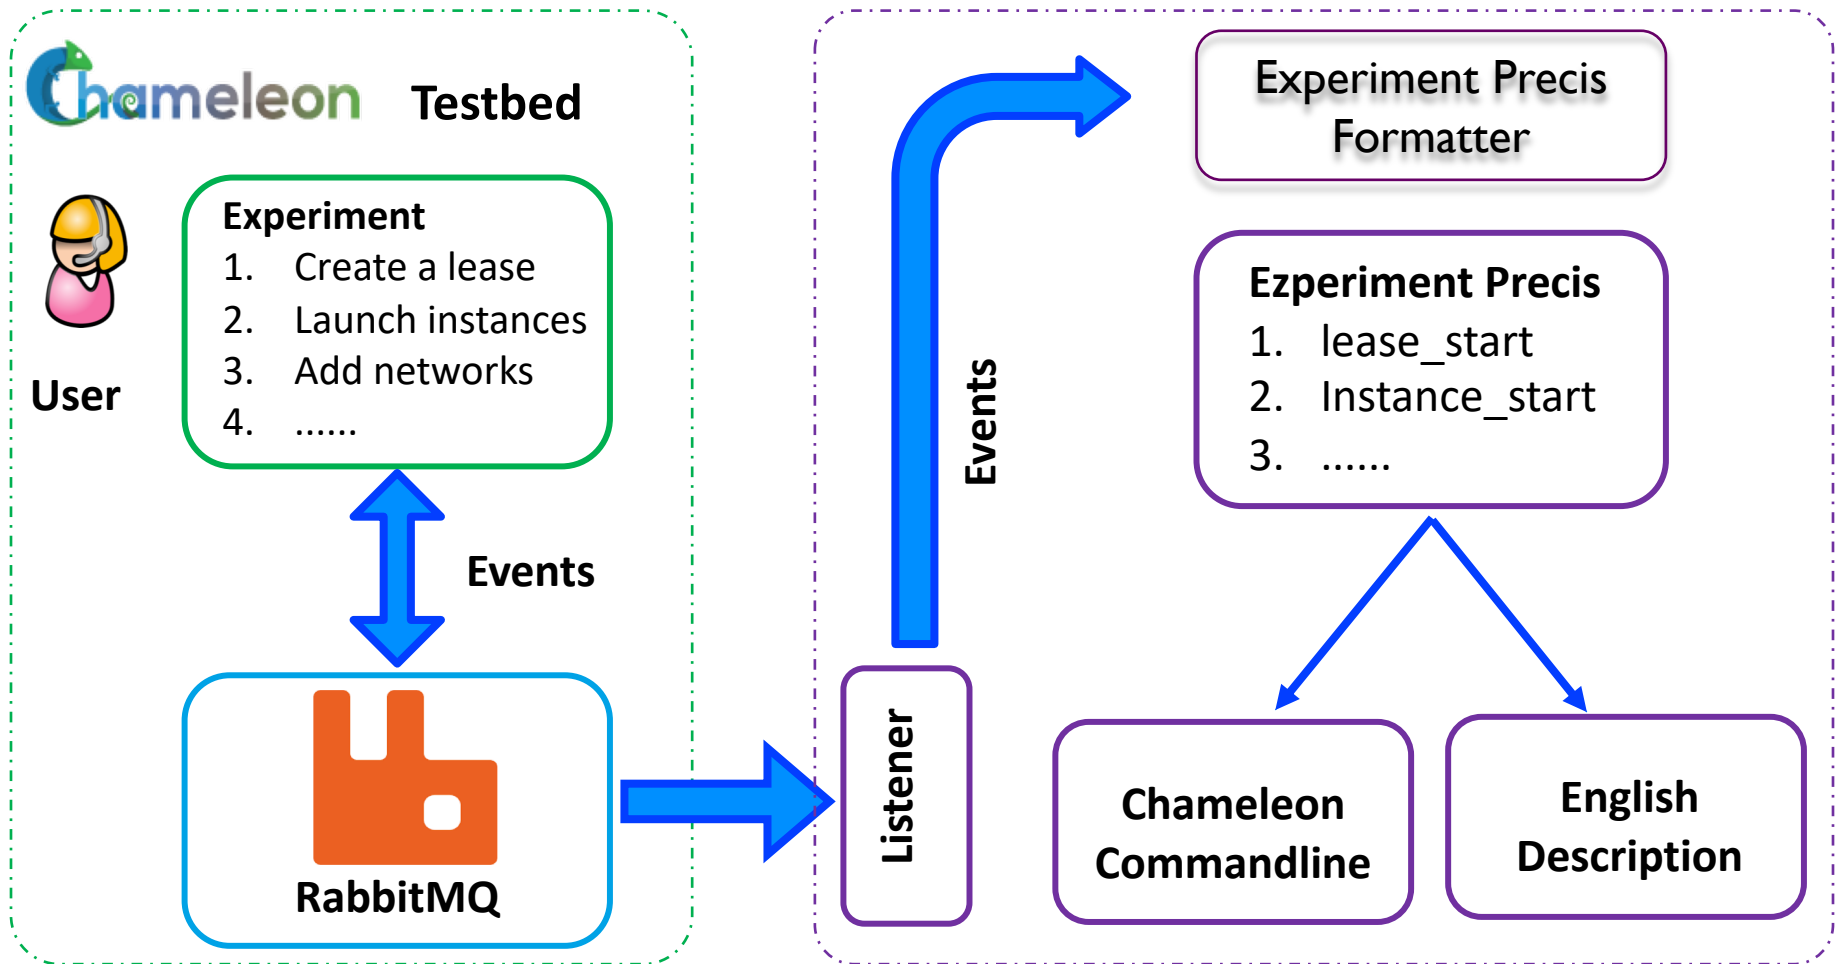 Chameleon Testbed
User
Experiment
1. Create a lease
2. Launch instances
3. Add networks
4. ......
Events
RabbitMQ
Listener
Events
Experiment Precis
Formatter
Ezperiment Precis
1. lease_start
2. Instance_start
3. ......
Chameleon
Commandline
English
Description